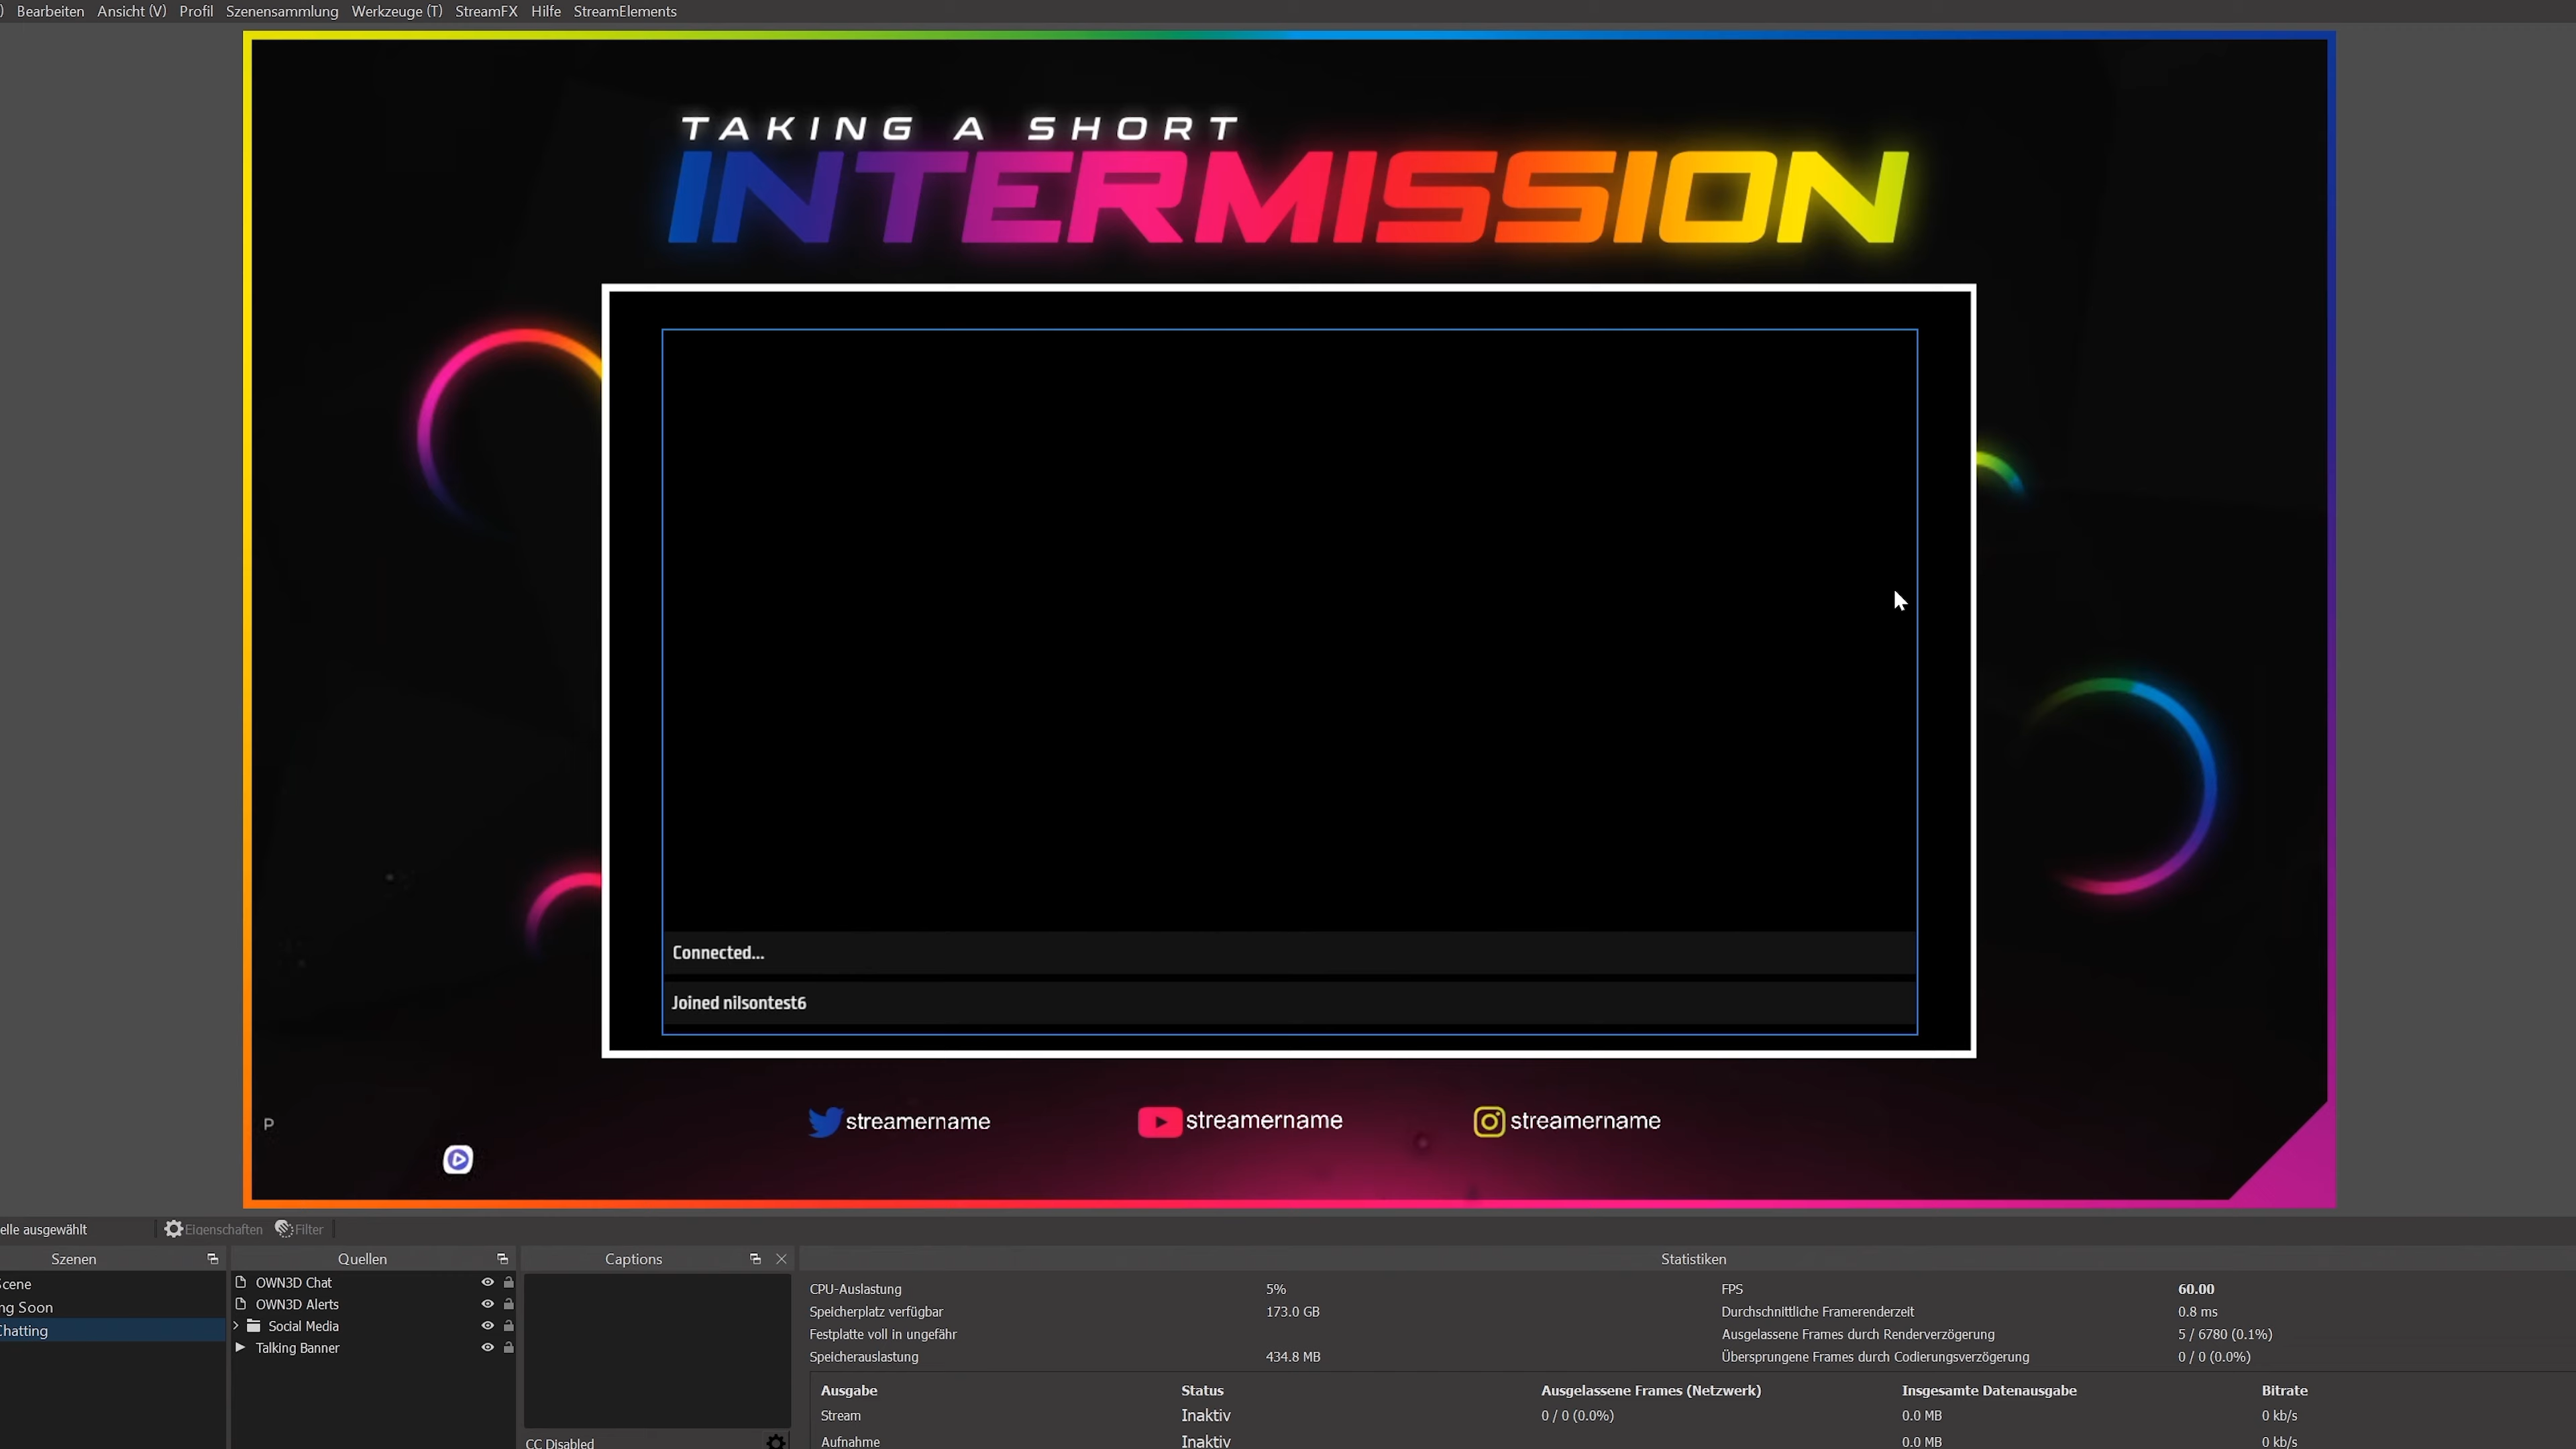 ) Bearbeiten Ansicht (V) Profil Szenensammlung Werkzeuge (T) StreamFX Hilfe StreamElements
TAKING A SHORT
INTERMISSION
Connected...
Joined nilsontest6
P
streamername streamername streamername
elle ausgewählt Eigenschaften Filter
Szenen Quellen Captions Statistiken
cene
ng Soon
Chatting
OWN3D Chat
OWN3D Alerts
Social Media
Talking Banner
CC Disabled
CPU-Auslastung 5% FPS 60.00
Speicherplatz verfügbar 173.0 GB Durchschnittliche Framerenderzeit 0.8 ms
Festplatte voll in ungefähr Ausgelassene Frames durch Renderverzögerung 5 / 6780 (0.1%)
Speicherauslastung 434.8 MB Übersprungene Frames durch Codierungsverzögerung 0 / 0 (0.0%)
Ausgabe Status Ausgelassene Frames (Netzwerk) Insgesamte Datenausgabe Bitrate
Stream Inaktiv 0 / 0 (0.0%) 0.0 MB 0 kb/s
Aufnahme Inaktiv 0.0 MB 0 kb/s